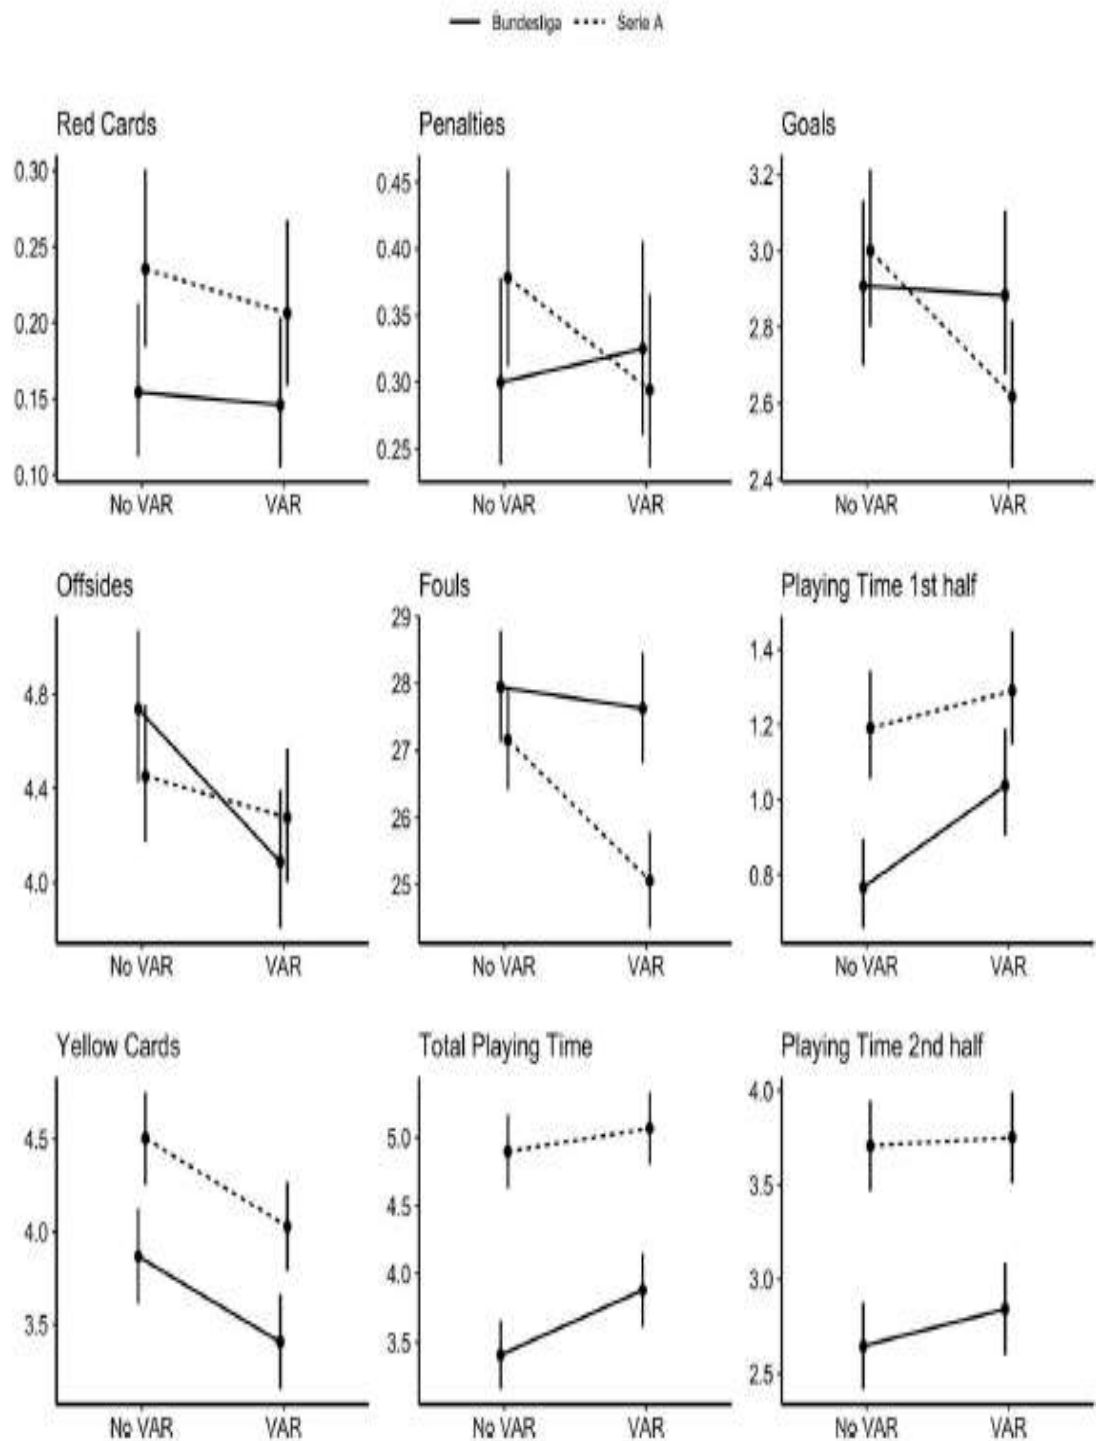 Bundesliga Serie A
Red Cards Penalties Goals
0.30
0.25
0.20
0.15
0.10
No VAR VAR
0.45
0.40
0.35
0.30
0.25
No VAR VAR
3.2
3.0
2.8
2.6
2.4
No VAR VAR
Offsides Fouls Playing Time 1st half
4.8
4.4
4.0
No VAR VAR
29
28
27
26
25
No VAR VAR
1.4
1.2
1.0
0.8
No VAR VAR
Yellow Cards Total Playing Time Playing Time 2nd half
4.5
4.0
3.5
No VAR VAR
5.0
4.5
4.0
3.5
No VAR VAR
4.0
3.5
3.0
2.5
No VAR VAR